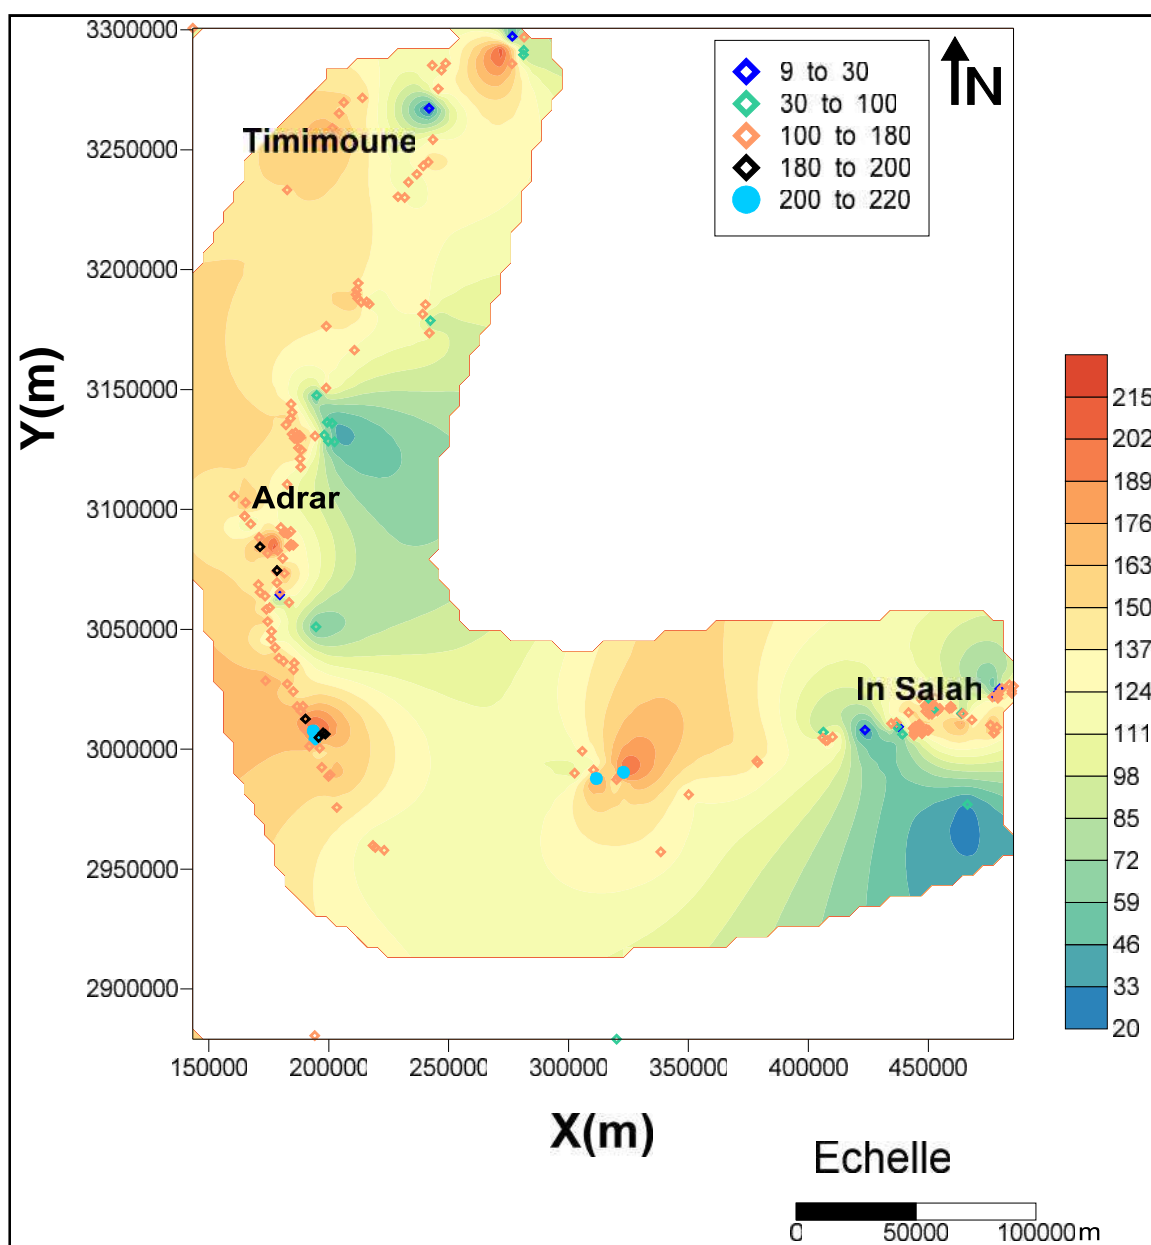 3300000
3250000
3200000
3150000
3100000
3050000
3000000
2950000
2900000
Y(m)
9 to 30
30 to 100
100 to 180
180 to 200
200 to 220
N
Timimoune
Adrar
In Salah
215
202
189
176
163
150
137
124
111
98
85
72
59
46
33
20
150000 200000 250000 300000 350000 400000 450000
X(m)
Echelle
0 50000 100000m